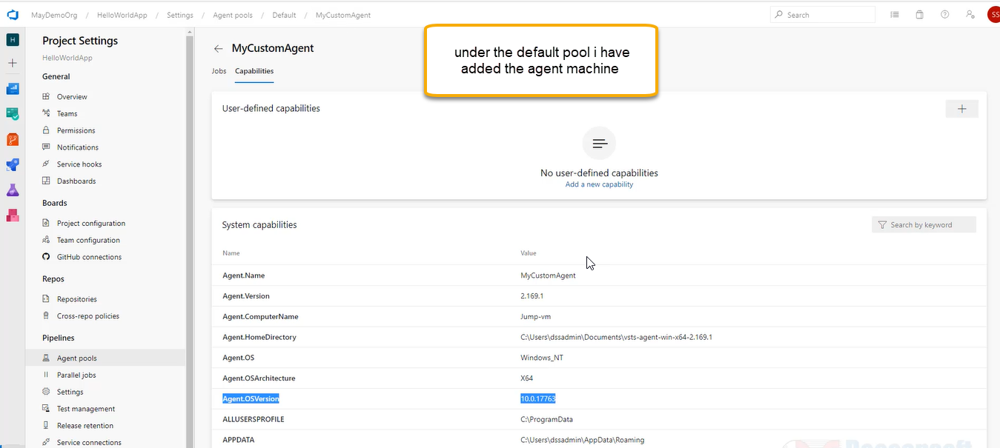 MayDemoOrg / HelloWorldApp / Settings / Agent pools / Default / MyCustomAgent
Search
SS
H
Project Settings
HelloWorldApp
General
Overview
Teams
Permissions
Notifications
Service hooks
Dashboards
Boards
Project configuration
Team configuration
GitHub connections
Repos
Repositories
Cross-repo policies
Pipelines
Agent pools
Parallel jobs
Settings
Test management
Release retention
Service connections
MyCustomAgent
under the default pool i have
added the agent machine
Jobs Capabilities
User-defined capabilities
No user-defined capabilities
Add a new capability
System capabilities
Search by keyword
Name Value
Agent.Name MyCustomAgent
Agent.Version 2.169.1
Agent.ComputerName Jump-vm
Agent.HomeDirectory C:\Users\dssadmin\Documents\vsts-agent-win-x64-2.169.1
Agent.OS Windows_NT
Agent.OSArchitecture X64
Agent.OSVersion 10.0.17763
ALLUSERSPROFILE C:\ProgramData
APPDATA C:\Users\dssadmin\AppData\Roaming